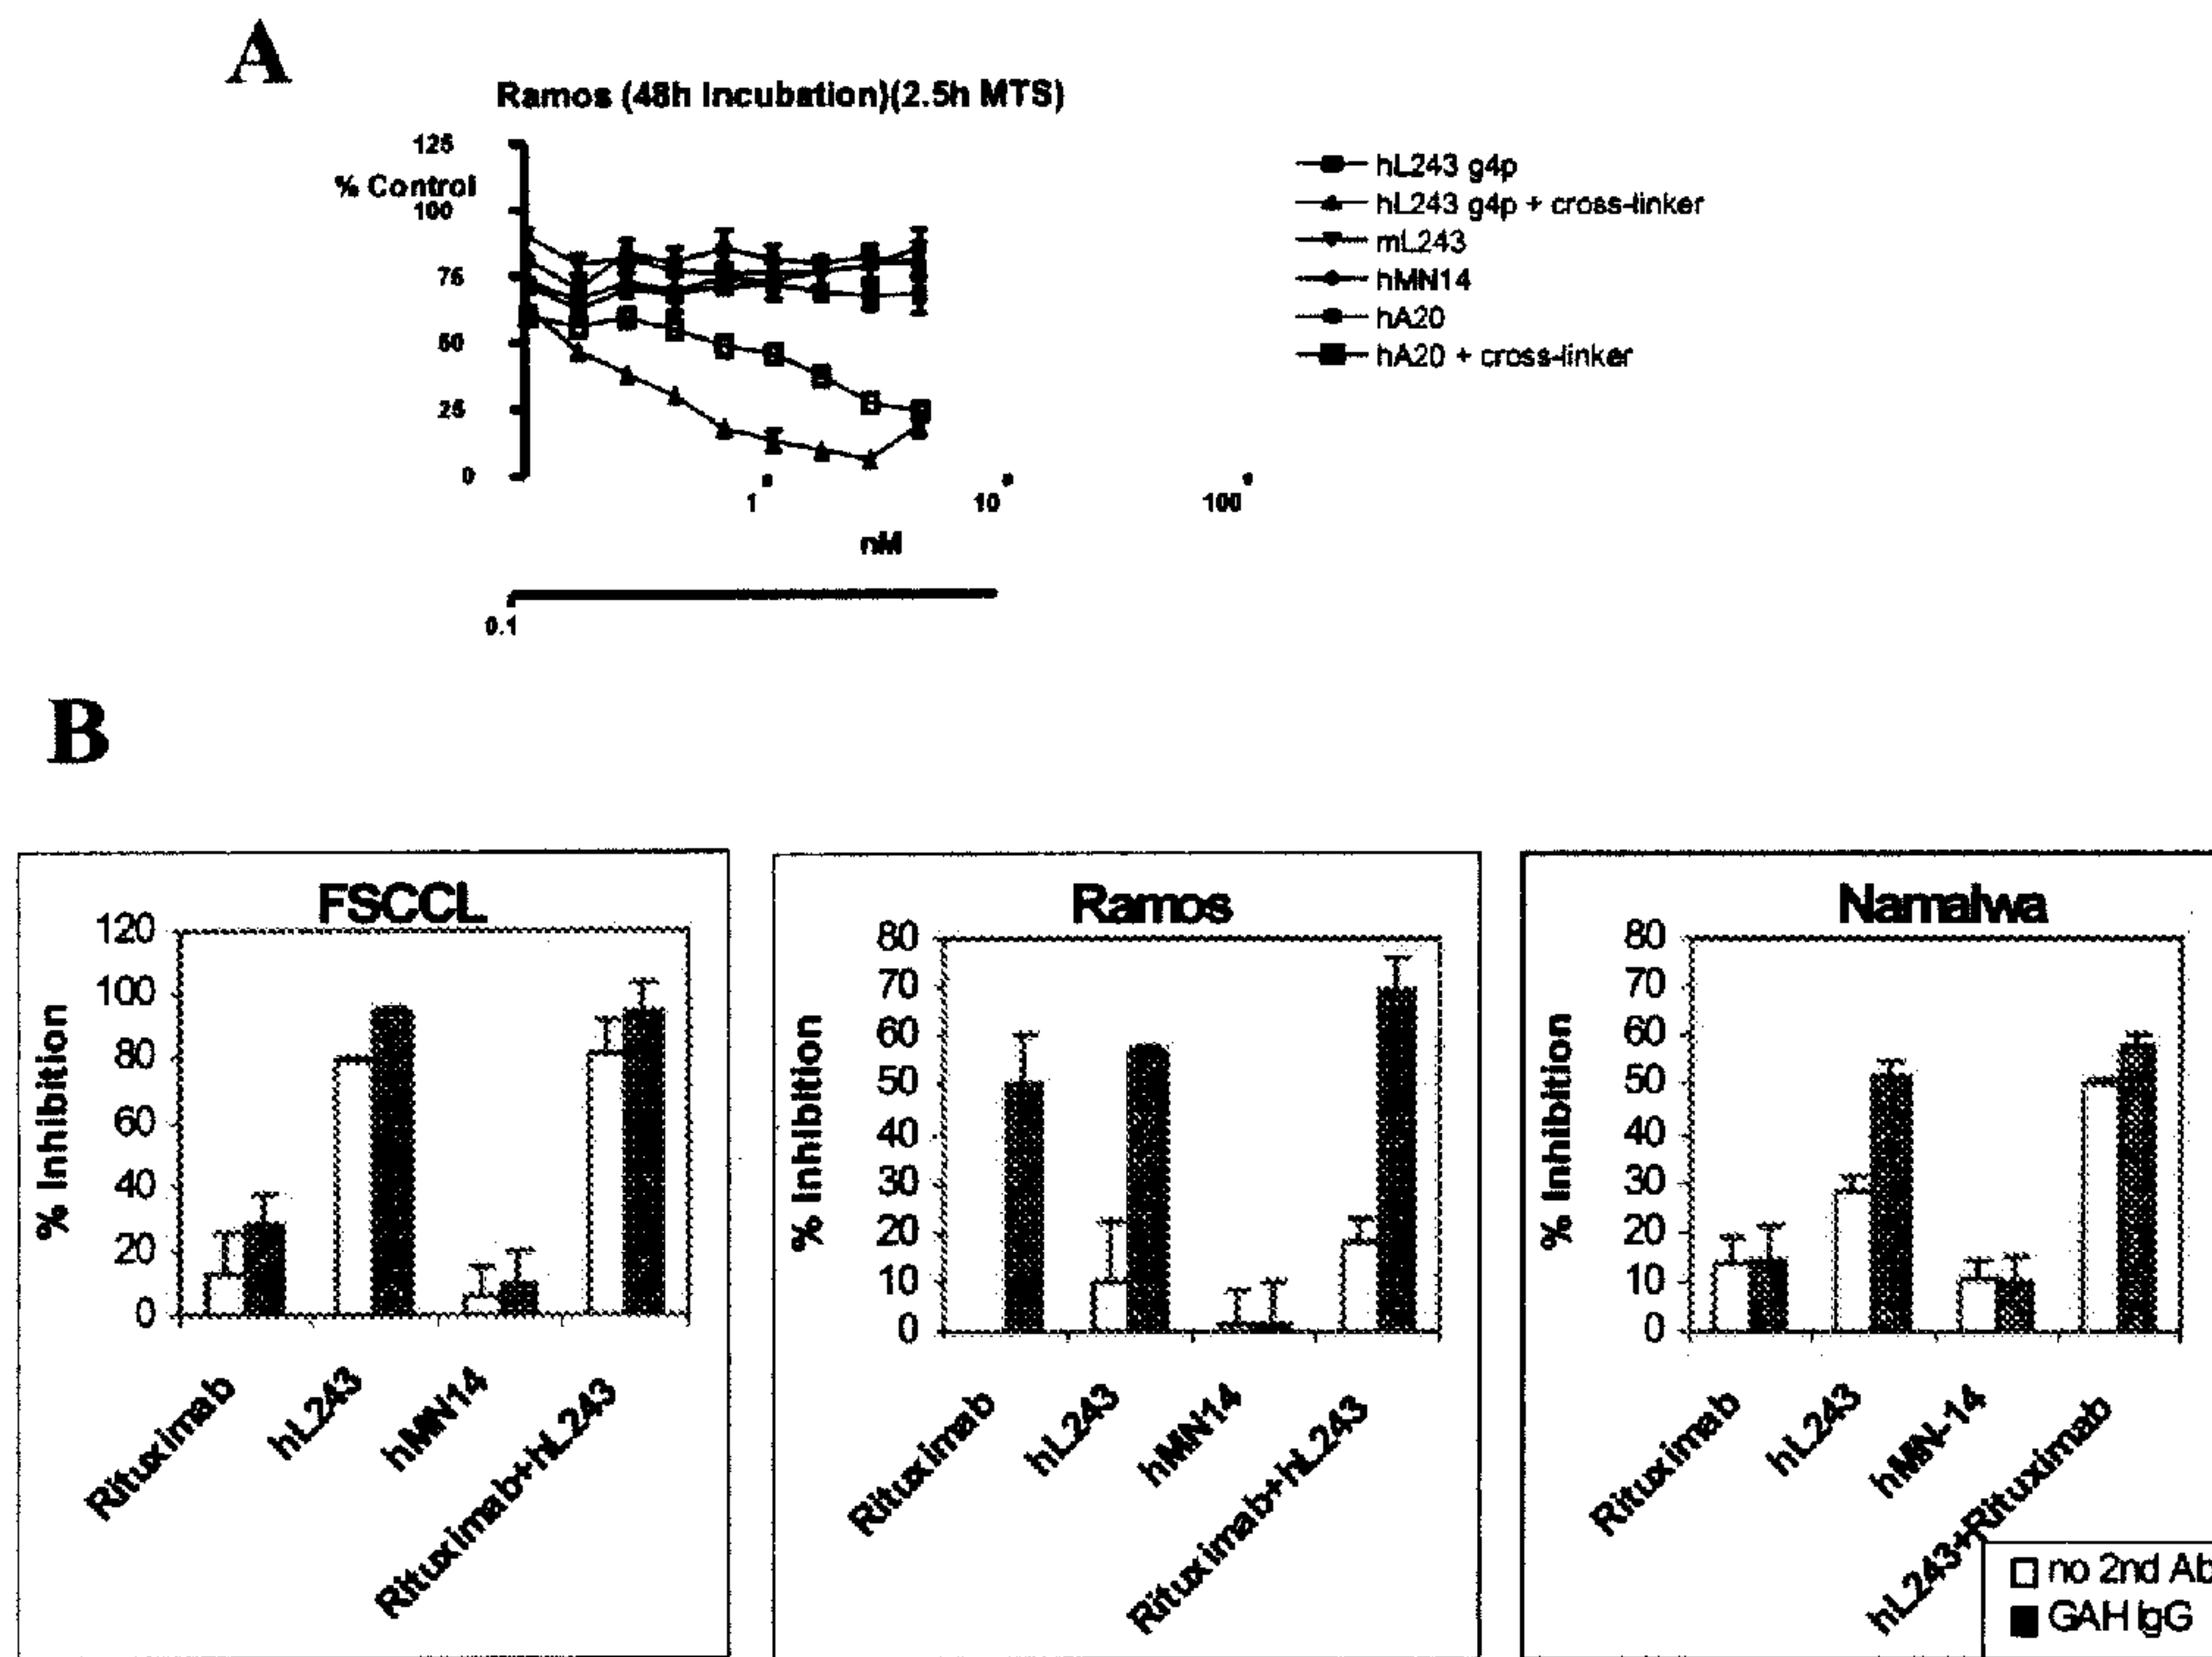 A
Ramos (48h Incubation)(2.5h MTS)
125
% Control
100
75
50
25
0
1
10
100
nM
0.1
hL243 g4p
hL243 g4p + cross-linker
mL243
hMN14
hA20
hA20 + cross-linker
B
FSCCL
120
100
80
60
40
20
0
% Inhibition
Rituximab
hL243
hMN14
Rituximab+hL243
Ramos
80
70
60
50
40
30
20
10
0
% Inhibition
Rituximab
hL243
hMN14
Rituximab+hL243
Namalwa
80
70
60
50
40
30
20
10
0
% Inhibition
Rituximab
hL243
hMN-14
hL243+Rituximab
no 2nd Ab
GAH IgG